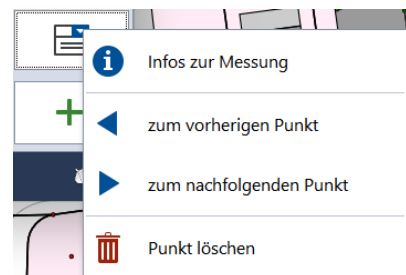 Infos zur Messung
zum vorherigen Punkt
zum nachfolgenden Punkt
Punkt löschen